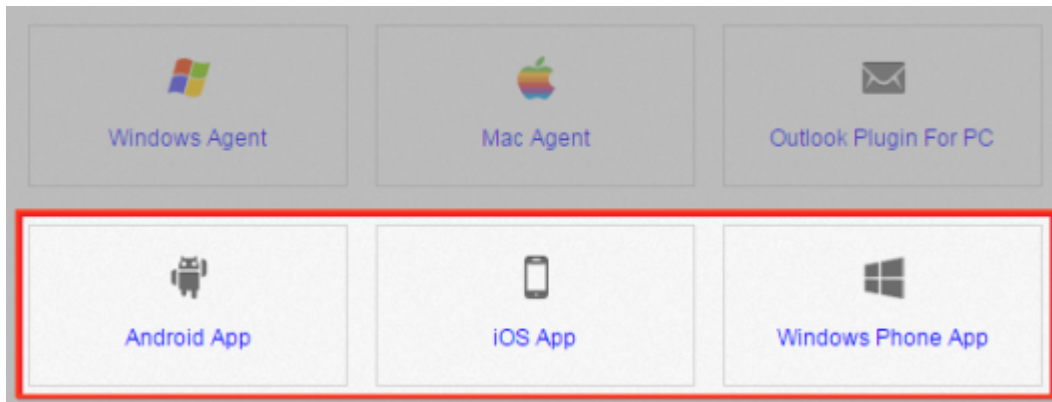 Windows Agent
Mac Agent
Outlook Plugin For PC
Android App
iOS App
Windows Phone App